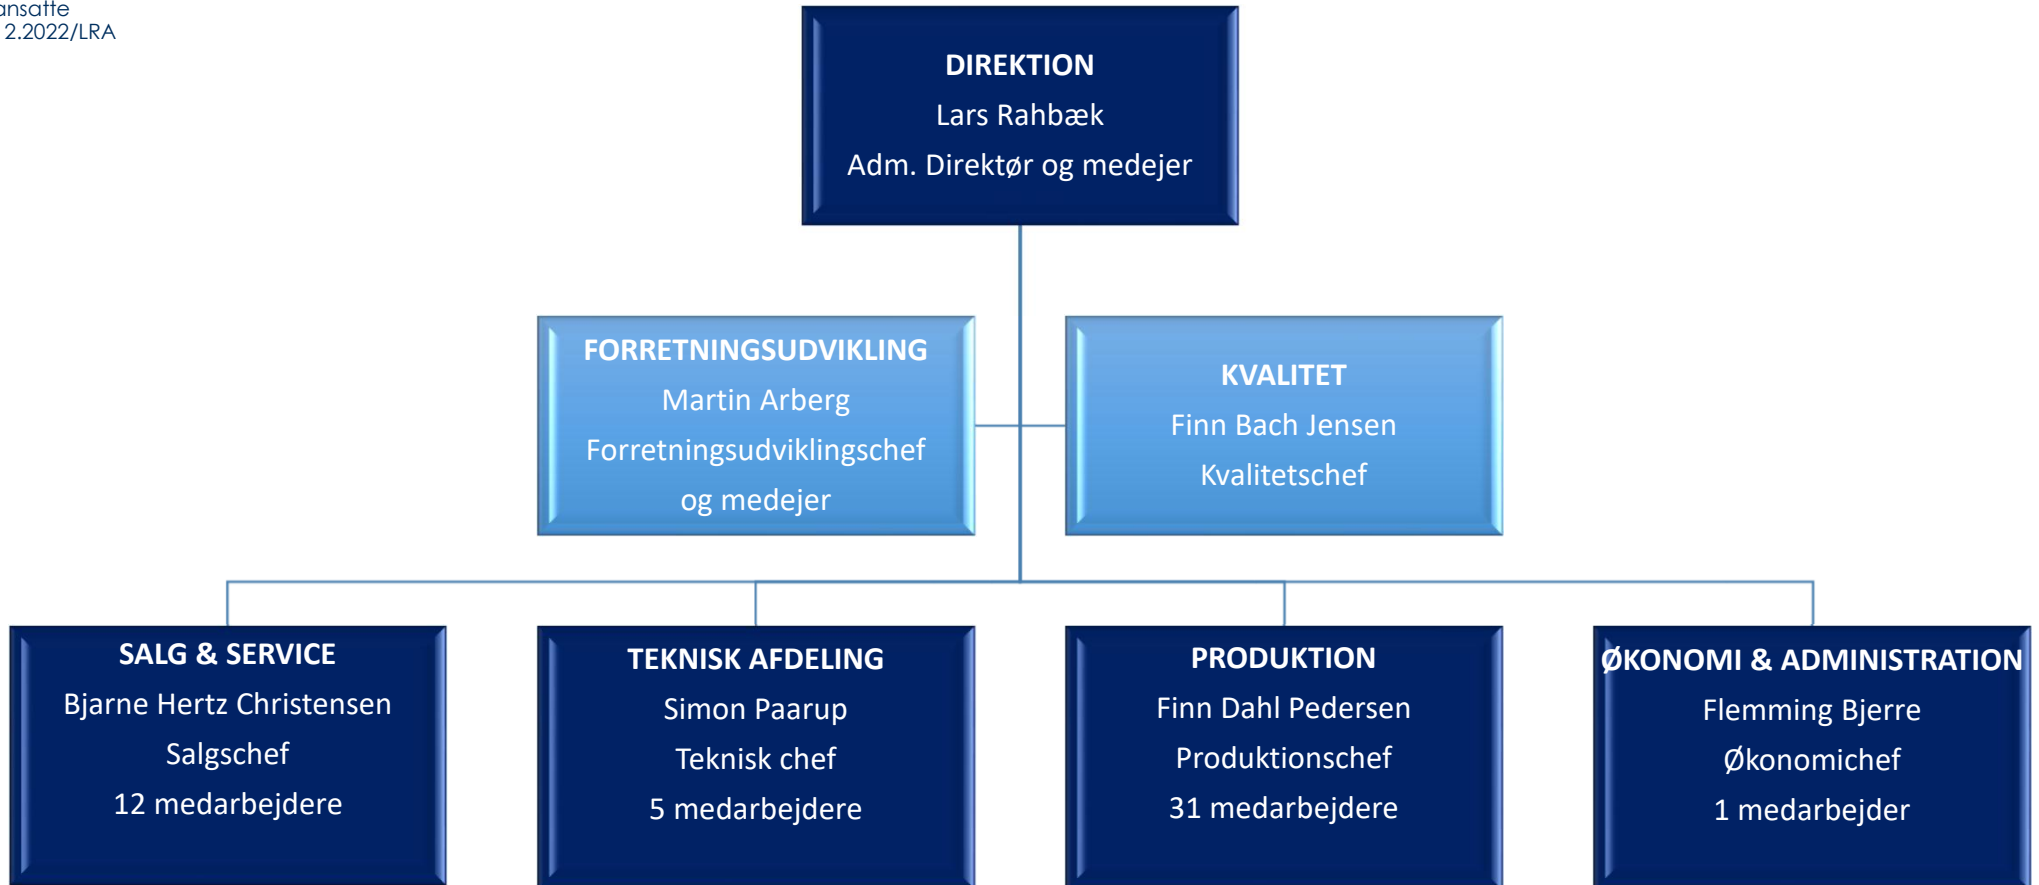 2.2022/LRA
DIREKTION
Lars Rahbæk
Adm. Direktør og medejer
FORRETNINGSUDVIKLING
Martin Arberg
Forretningsudviklingschef
og medejer
KVALITET
Finn Bach Jensen
Kvalitetschef
SALG & SERVICE
Bjarne Hertz Christensen
Salgschef
12 medarbejdere
TEKNISK AFDELING
Simon Paarup
Teknisk chef
5 medarbejdere
PRODUKTION
Finn Dahl Pedersen
Produktionschef
31 medarbejdere
ØKONOMI & ADMINISTRATION
Flemming Bjerre
Økonomichef
1 medarbejder